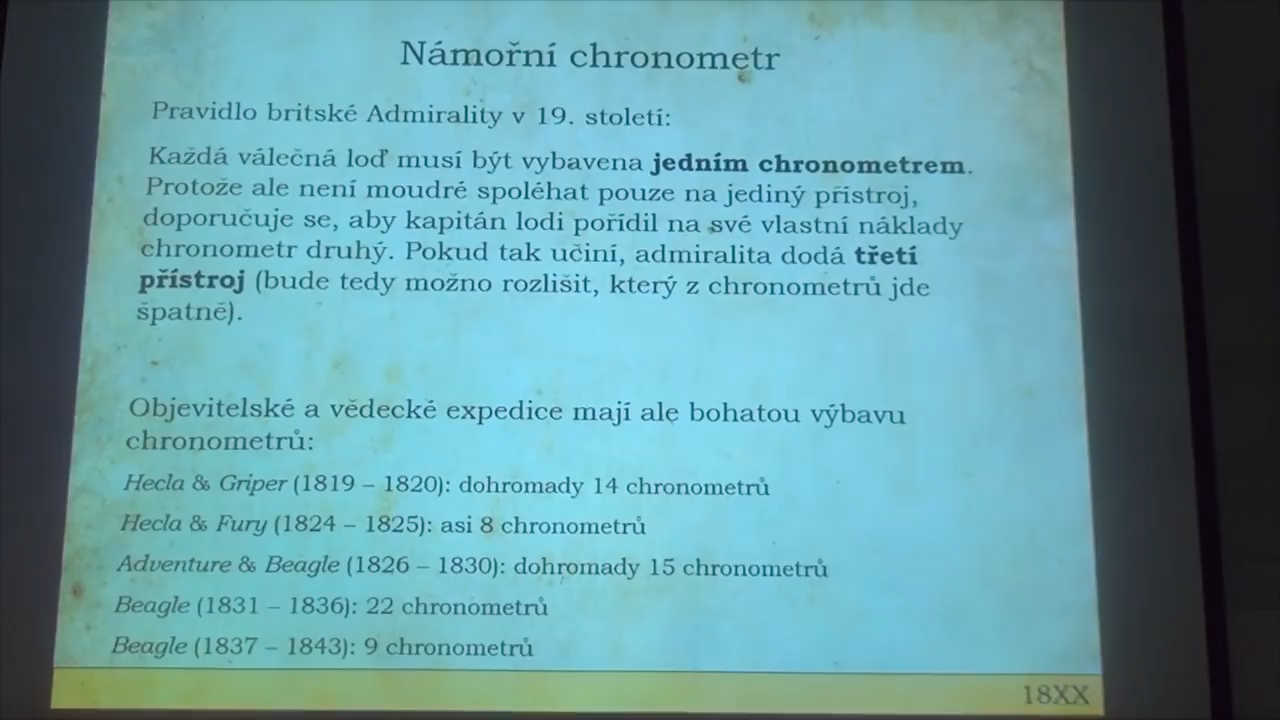 Námořní chronometr
Pravidlo britské Admirality v 19. století:
Každá válečná loď musí být vybavena jedním chronometrem.
Protože ale není moudré spoléhat pouze na jediný přístroj,
doporučuje se, aby kapitán lodi pořídil na své vlastní náklady
chronometr druhý. Pokud tak učiní, admiralita dodá třetí
přístroj (bude tedy možno rozlišit, který z chronometrů jde
špatně).
Objevitelské a vědecké expedice mají ale bohatou výbavu
chronometrů:
Hecla & Griper (1819 – 1820): dohromady 14 chronometrů
Hecla & Fury (1824 – 1825): asi 8 chronometrů
Adventure & Beagle (1826 – 1830): dohromady 15 chronometrů
Beagle (1831 – 1836): 22 chronometrů
Beagle (1837 – 1843): 9 chronometrů
18XX